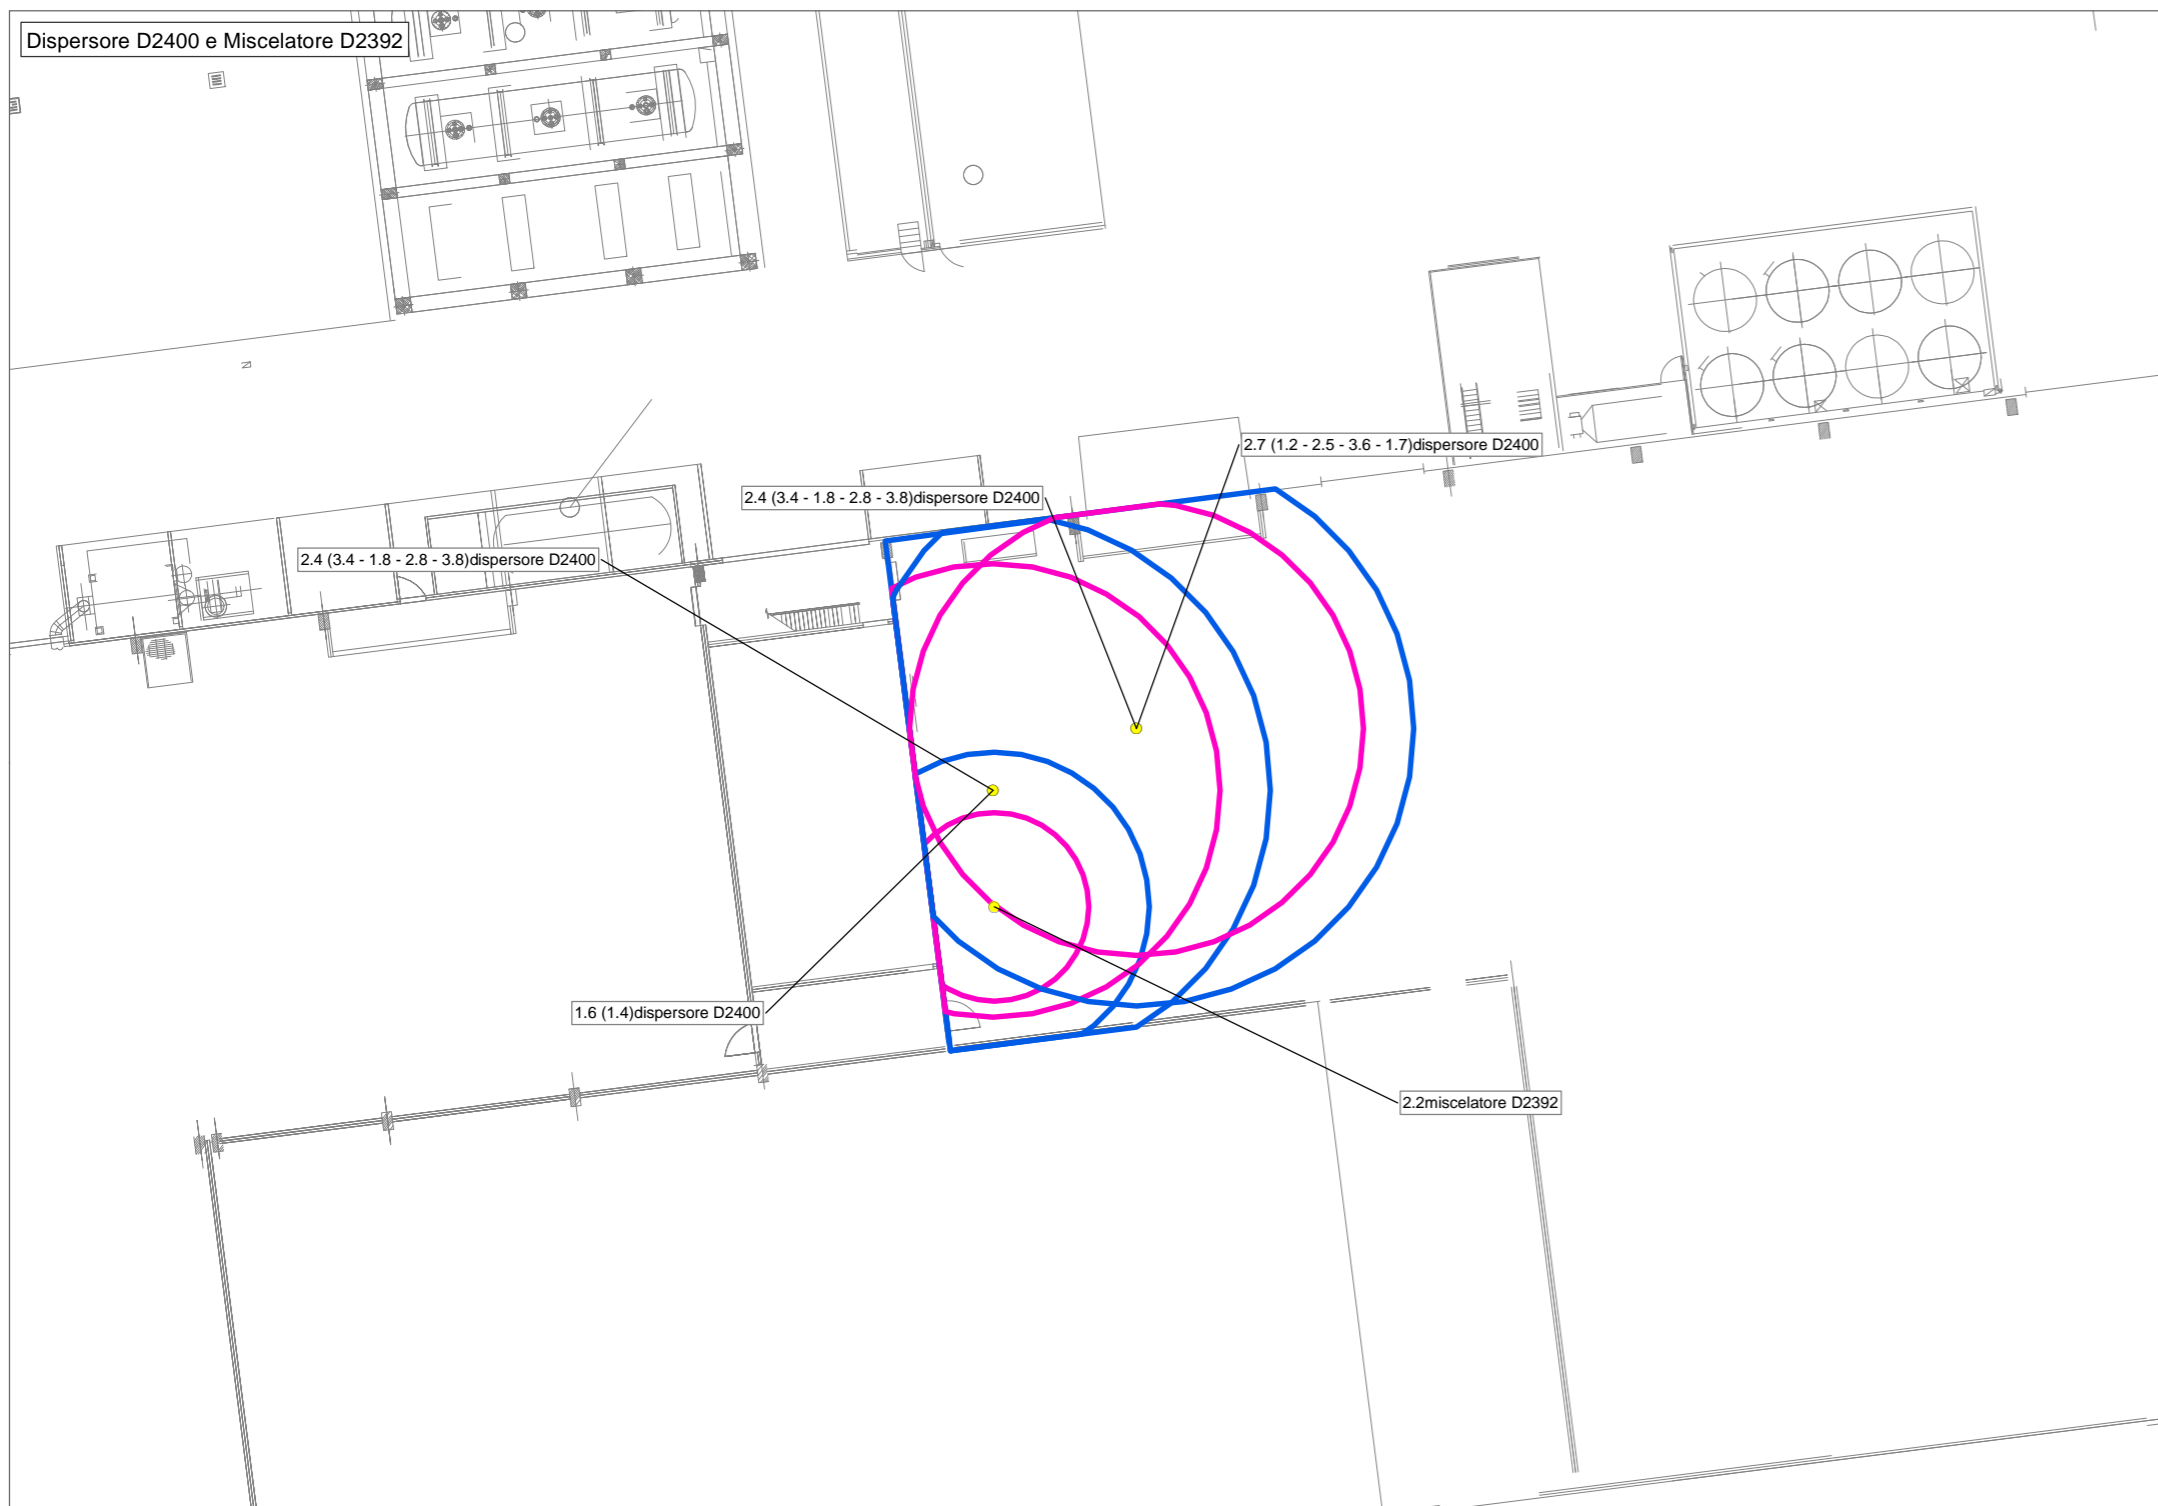 Dispersore D2400 e Miscelatore D2392
2.7 (1.2 - 2.5 - 3.6 - 1.7)dispersore D2400
2.4 (3.4 - 1.8 - 2.8 - 3.8)dispersore D2400
2.4 (3.4 - 1.8 - 2.8 - 3.8)dispersore D2400
1.6 (1.4)dispersore D2400
2.2miscelatore D2392